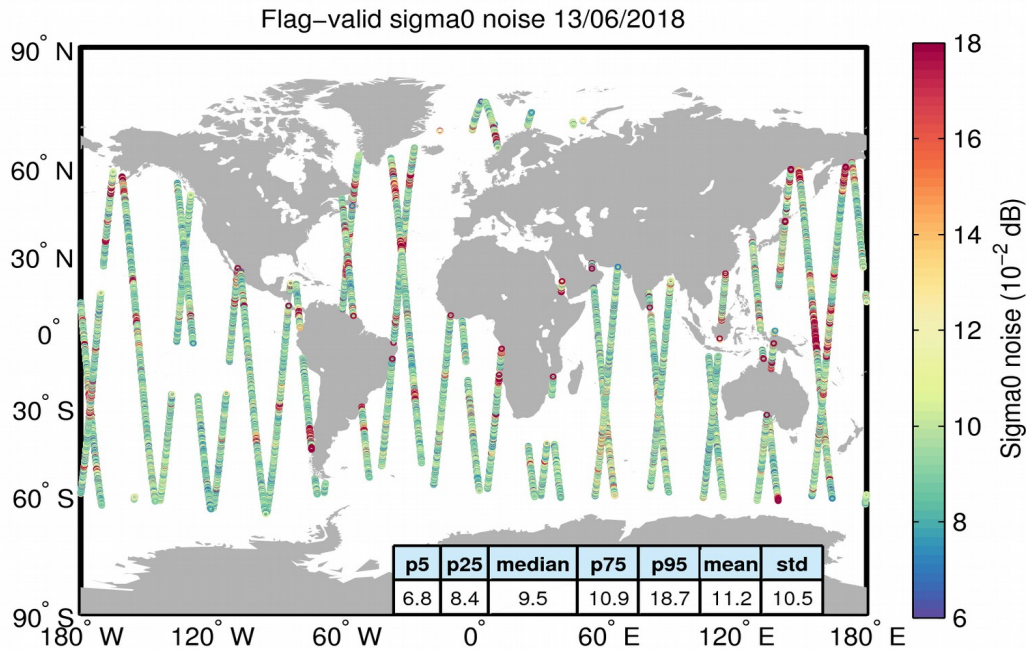 Flag−valid sigma0 noise 13/06/2018
90° N
60° N
30° N
0°
30° S
60° S
90° S
180° W
120° W
60° W
0°
60° E
120° E
180° E
p5 p25 median p75 p95 mean std
6.8 8.4 9.5 10.9 18.7 11.2 10.5
18
16
14
12
10
8
6
Sigma0 noise (10⁻² dB)